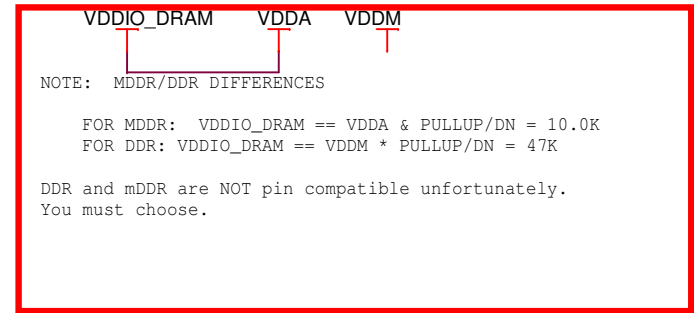 VDDIO_DRAM VDDA VDDM
NOTE: MDDR/DDR DIFFERENCES
FOR MDDR: VDDIO_DRAM == VDDA & PULLUP/DN = 10.0K
FOR DDR: VDDIO_DRAM == VDDM * PULLUP/DN = 47K
DDR and mDDR are NOT pin compatible unfortunately.
You must choose.